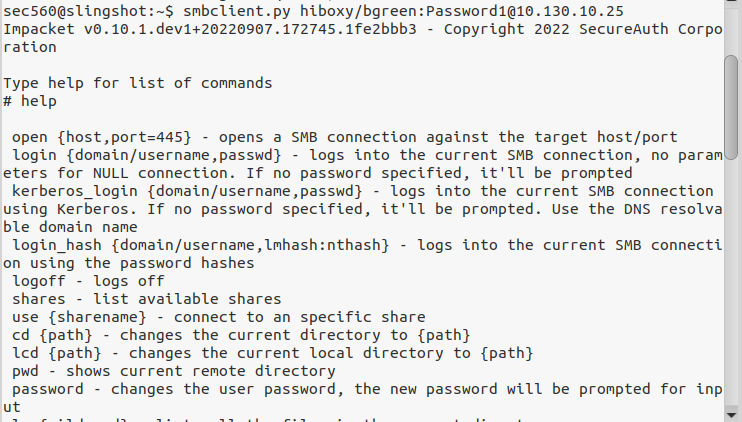 sec560@slingshot:~$ smbclient.py hiboxy/bgreen:Password1@10.130.10.25
Impacket v0.10.1.dev1+20220907.172745.1fe2bbb3 - Copyright 2022 SecureAuth Corpo
ration

Type help for list of commands
# help

 open {host,port=445} - opens a SMB connection against the target host/port
 login {domain/username,passwd} - logs into the current SMB connection, no param
eters for NULL connection. If no password specified, it'll be prompted
 kerberos_login {domain/username,passwd} - logs into the current SMB connection
using Kerberos. If no password specified, it'll be prompted. Use the DNS resolva
ble domain name
 login_hash {domain/username,lmhash:nthash} - logs into the current SMB connecti
on using the password hashes
 logoff - logs off
 shares - list available shares
 use {sharename} - connect to an specific share
 cd {path} - changes the current directory to {path}
 lcd {path} - changes the current local directory to {path}
 pwd - shows current remote directory
 password - changes the user password, the new password will be prompted for inp
ut